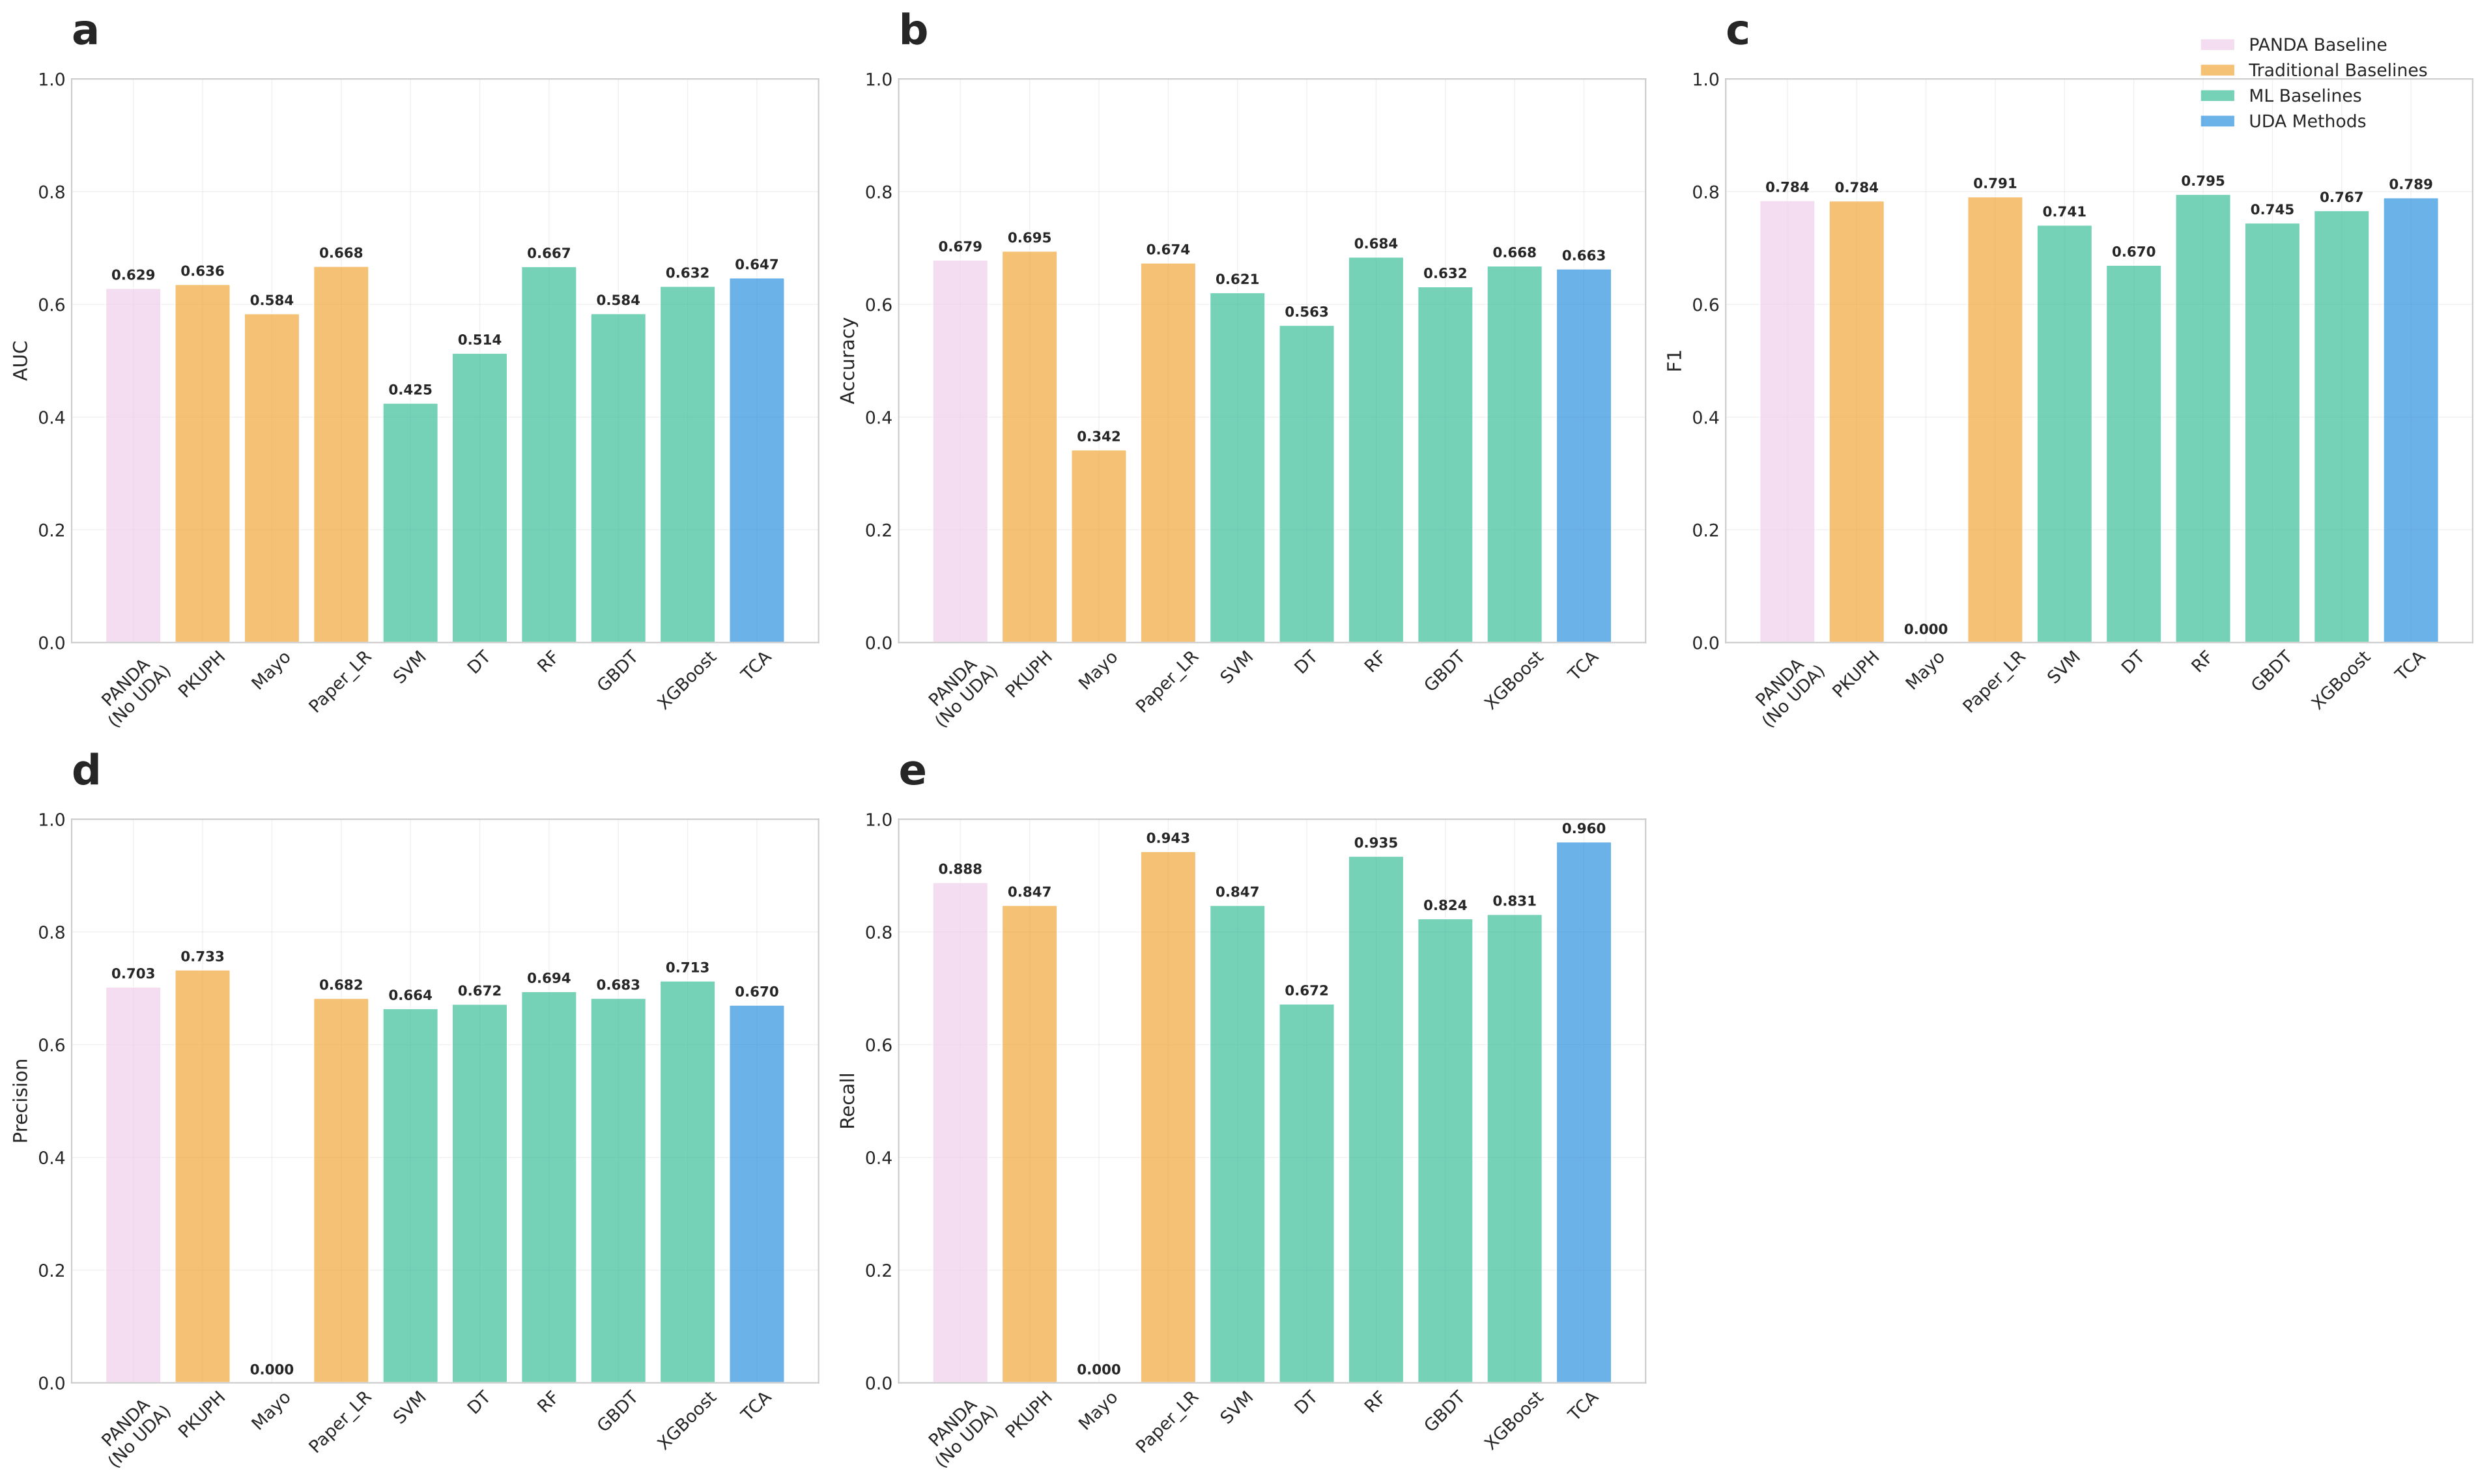 a
1.0
0.8
0.6
0.4
0.2
0.0
AUC
0.629
0.636
0.584
0.668
0.425
0.514
0.667
0.584
0.632
0.647
PANDA
(No UDA)
PKUPH
Mayo
Paper_LR
SVM
DT
RF
GBDT
XGBoost
TCA
b
1.0
0.8
0.6
0.4
0.2
0.0
Accuracy
0.679
0.695
0.342
0.674
0.621
0.563
0.684
0.632
0.668
0.663
PANDA
(No UDA)
PKUPH
Mayo
Paper_LR
SVM
DT
RF
GBDT
XGBoost
TCA
c
PANDA Baseline
Traditional Baselines
ML Baselines
UDA Methods
1.0
0.8
0.6
0.4
0.2
0.0
F1
0.784
0.784
0.000
0.791
0.741
0.670
0.795
0.745
0.767
0.789
PANDA
(No UDA)
PKUPH
Mayo
Paper_LR
SVM
DT
RF
GBDT
XGBoost
TCA
d
1.0
0.8
0.6
0.4
0.2
0.0
Precision
0.703
0.733
0.000
0.682
0.664
0.672
0.694
0.683
0.713
0.670
PANDA
(No UDA)
PKUPH
Mayo
Paper_LR
SVM
DT
RF
GBDT
XGBoost
TCA
e
1.0
0.8
0.6
0.4
0.2
0.0
Recall
0.888
0.847
0.000
0.943
0.847
0.672
0.935
0.824
0.831
0.960
PANDA
(No UDA)
PKUPH
Mayo
Paper_LR
SVM
DT
RF
GBDT
XGBoost
TCA